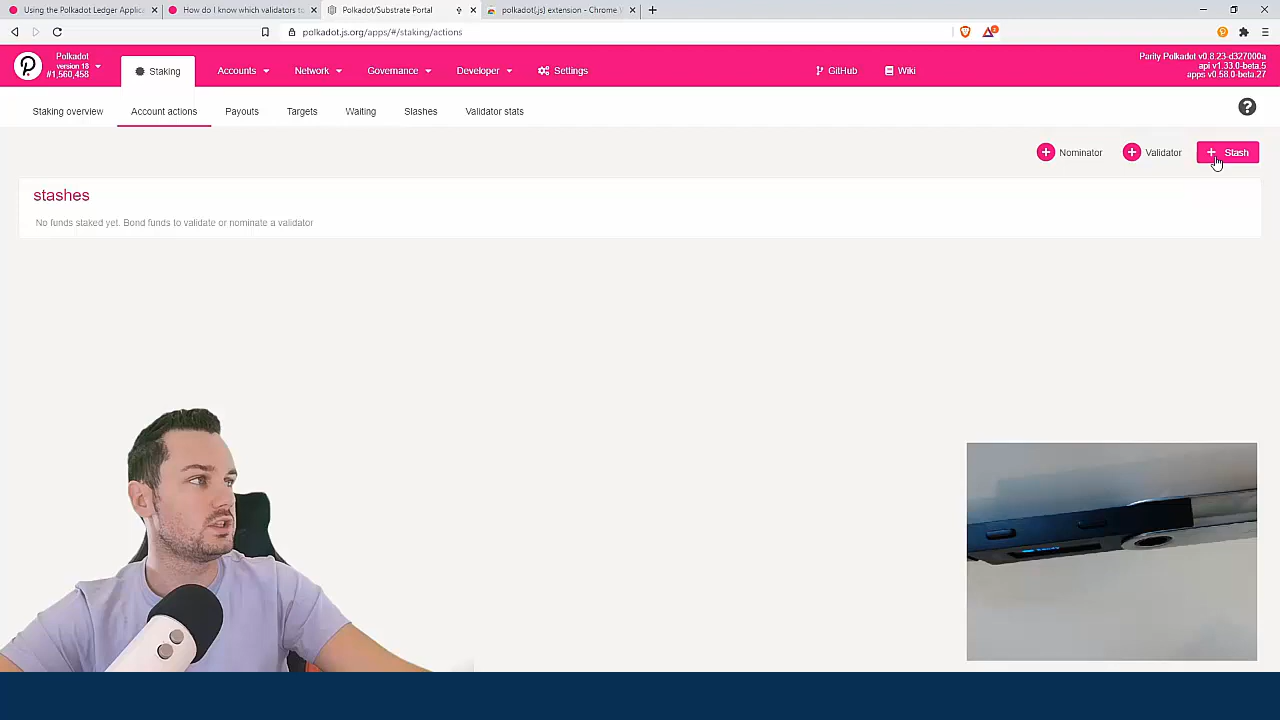 Using the Polkadot Ledger Applic
How do I know which validators to
Polkadot/Substrate Portal
polkadot{.js} extension - Chrome
polkadot.js.org/apps/#/staking/actions
Polkadot
version 18
#1,560,458
Staking
Accounts
Network
Governance
Developer
Settings
GitHub
Wiki
Parity Polkadot v0.8.23-d327000a
api v1.33.0-beta.5
apps v0.58.0-beta.27
Staking overview
Account actions
Payouts
Targets
Waiting
Slashes
Validator stats
Nominator
Validator
Stash
stashes
No funds staked yet. Bond funds to validate or nominate a validator